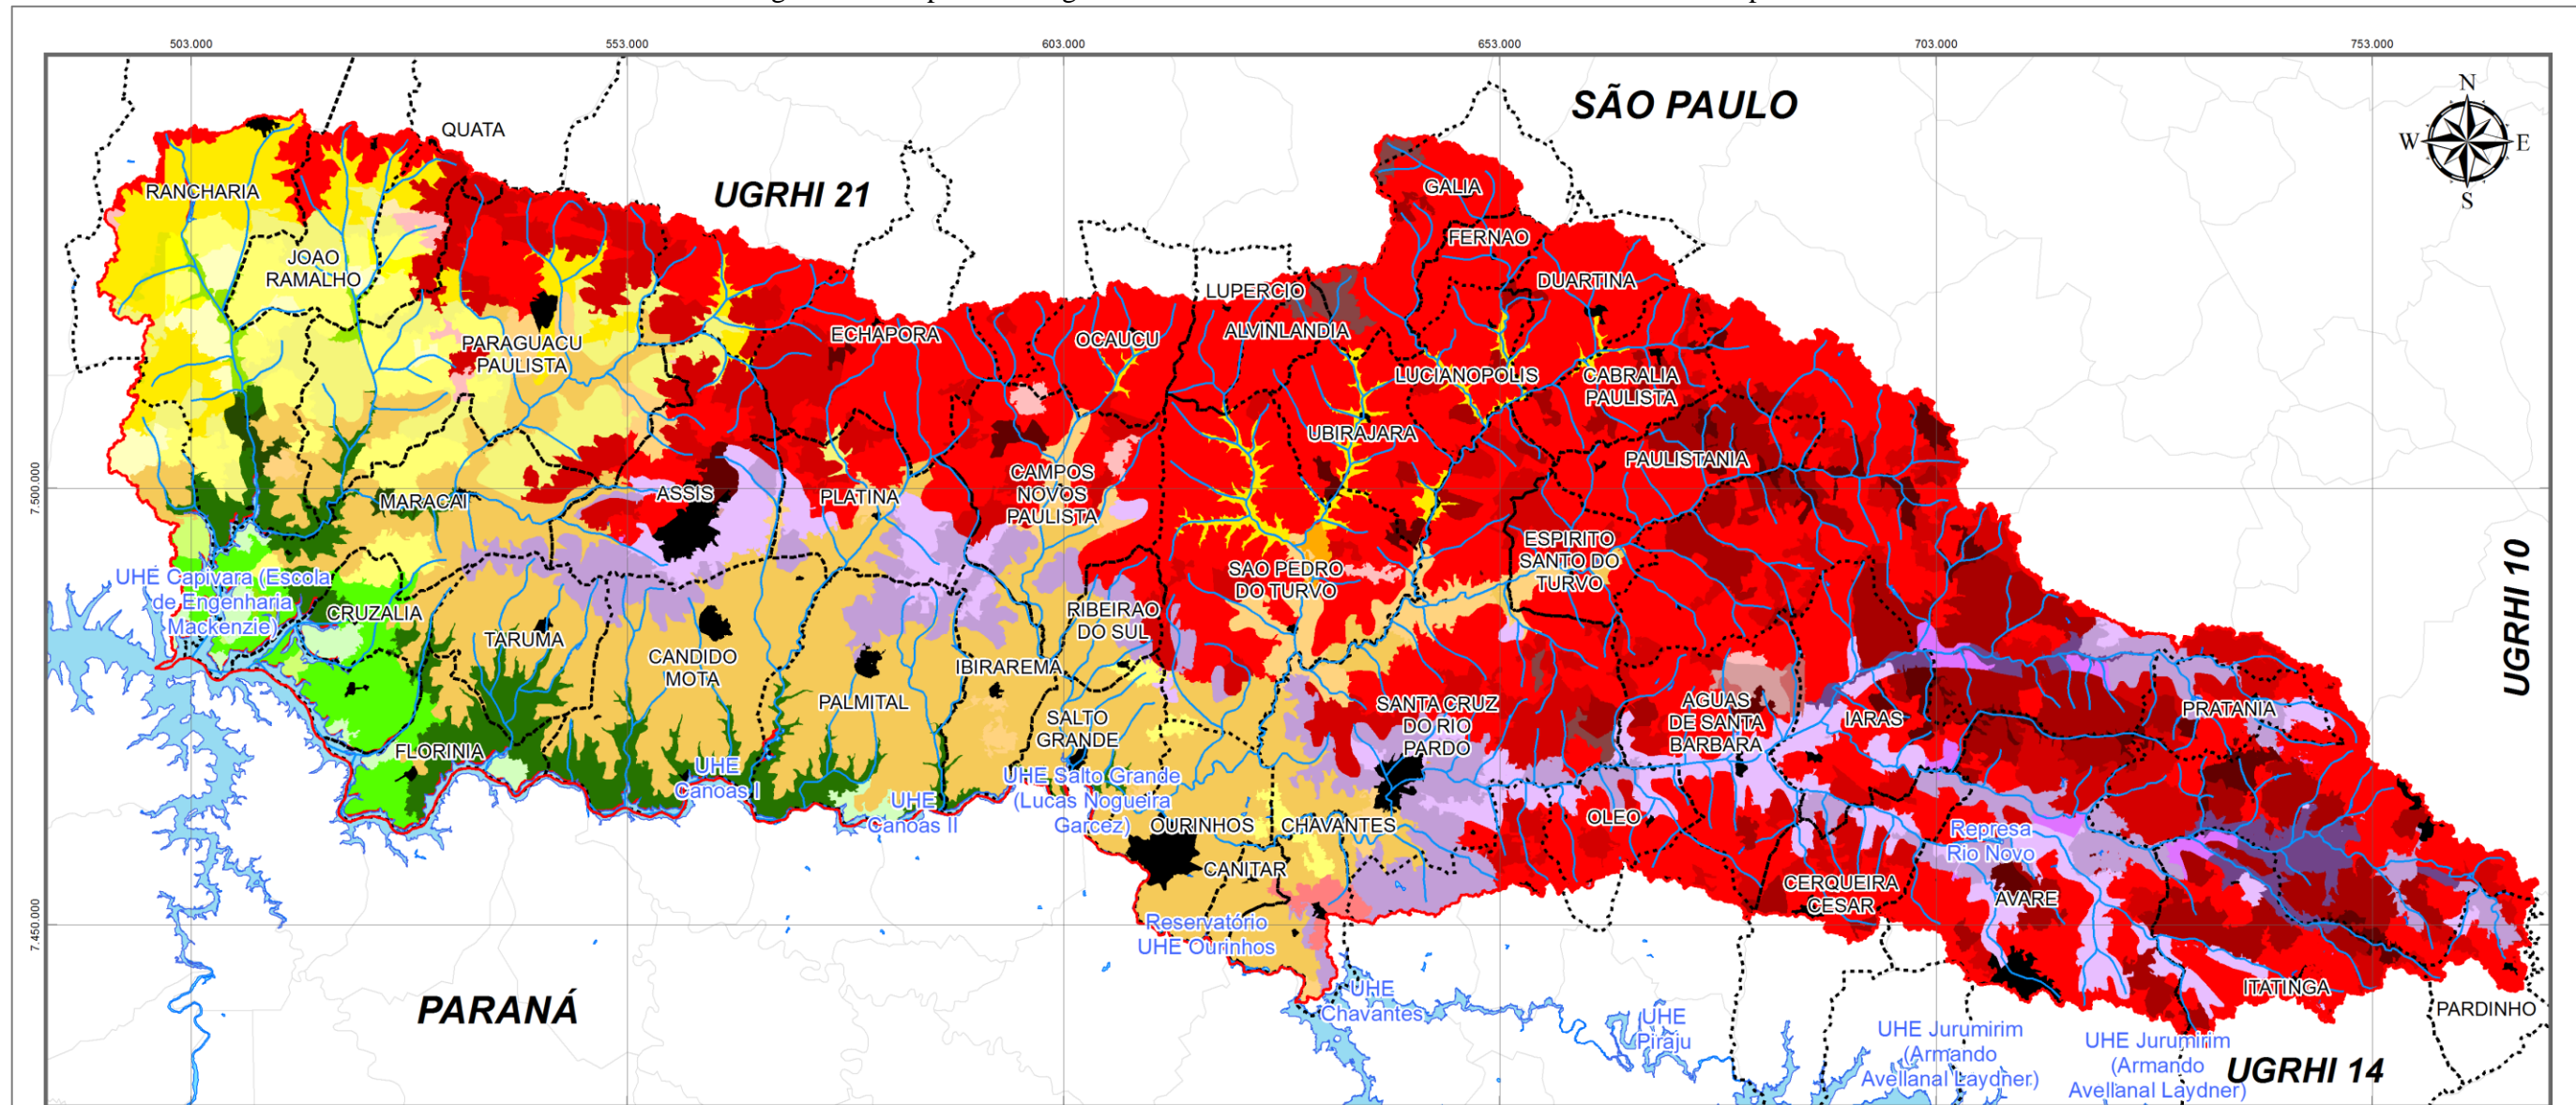 503.000
553.000
603.000
653.000
703.000
753.000
SÃO PAULO
N
W
E
S
QUATA
UGRHI 21
RANCHARIA
GALIA
FERNAO
JOAO
RAMALHO
DUARTINA
LUPERCIO
ALVINLANDIA
ECHAPORA
OCAUCU
PARAGUACU
PAULISTA
LUCIANOPOLIS
CABRALIA
PAULISTA
UBIRAJARA
PAULISTANIA
7.500.000
MARACAI
ASSIS
PLATINA
CAMPOS
NOVOS
PAULISTA
ESPIRITO
SANTO DO
TURVO
UGRHI 10
UHE Capivara (Escola
de Engenharia
Mackenzie)
CRUZALIA
SAO PEDRO
DO TURVO
RIBEIRAO
DO SUL
TARUMA
CANDIDO
MOTA
IBIRAREMA
PALMITAL
SANTA CRUZ
DO RIO
PARDO
AGUAS
DE SANTA
BARBARA
IARAS
PRATANIA
SALTO
GRANDE
FLORINIA
UHE
Canoas I
UHE
Canoas II
UHE Salto Grande
(Lucas Nogueira
Garcez)
OURINHOS
CHAVANTES
OLEO
Represa
Rio Novo
CANITAR
CERQUEIRA
CESAR
AVARE
7.450.000
Reservatório
UHE Ourinhos
PARANÁ
UHE
Chavantes
UHE
Piraju
ITATINGA
PARDINHO
UHE Jurumirim
(Armando
Avellanal Laydner)
UHE Jurumirim
(Armando
Avellanal Laydner)
UGRHI 14